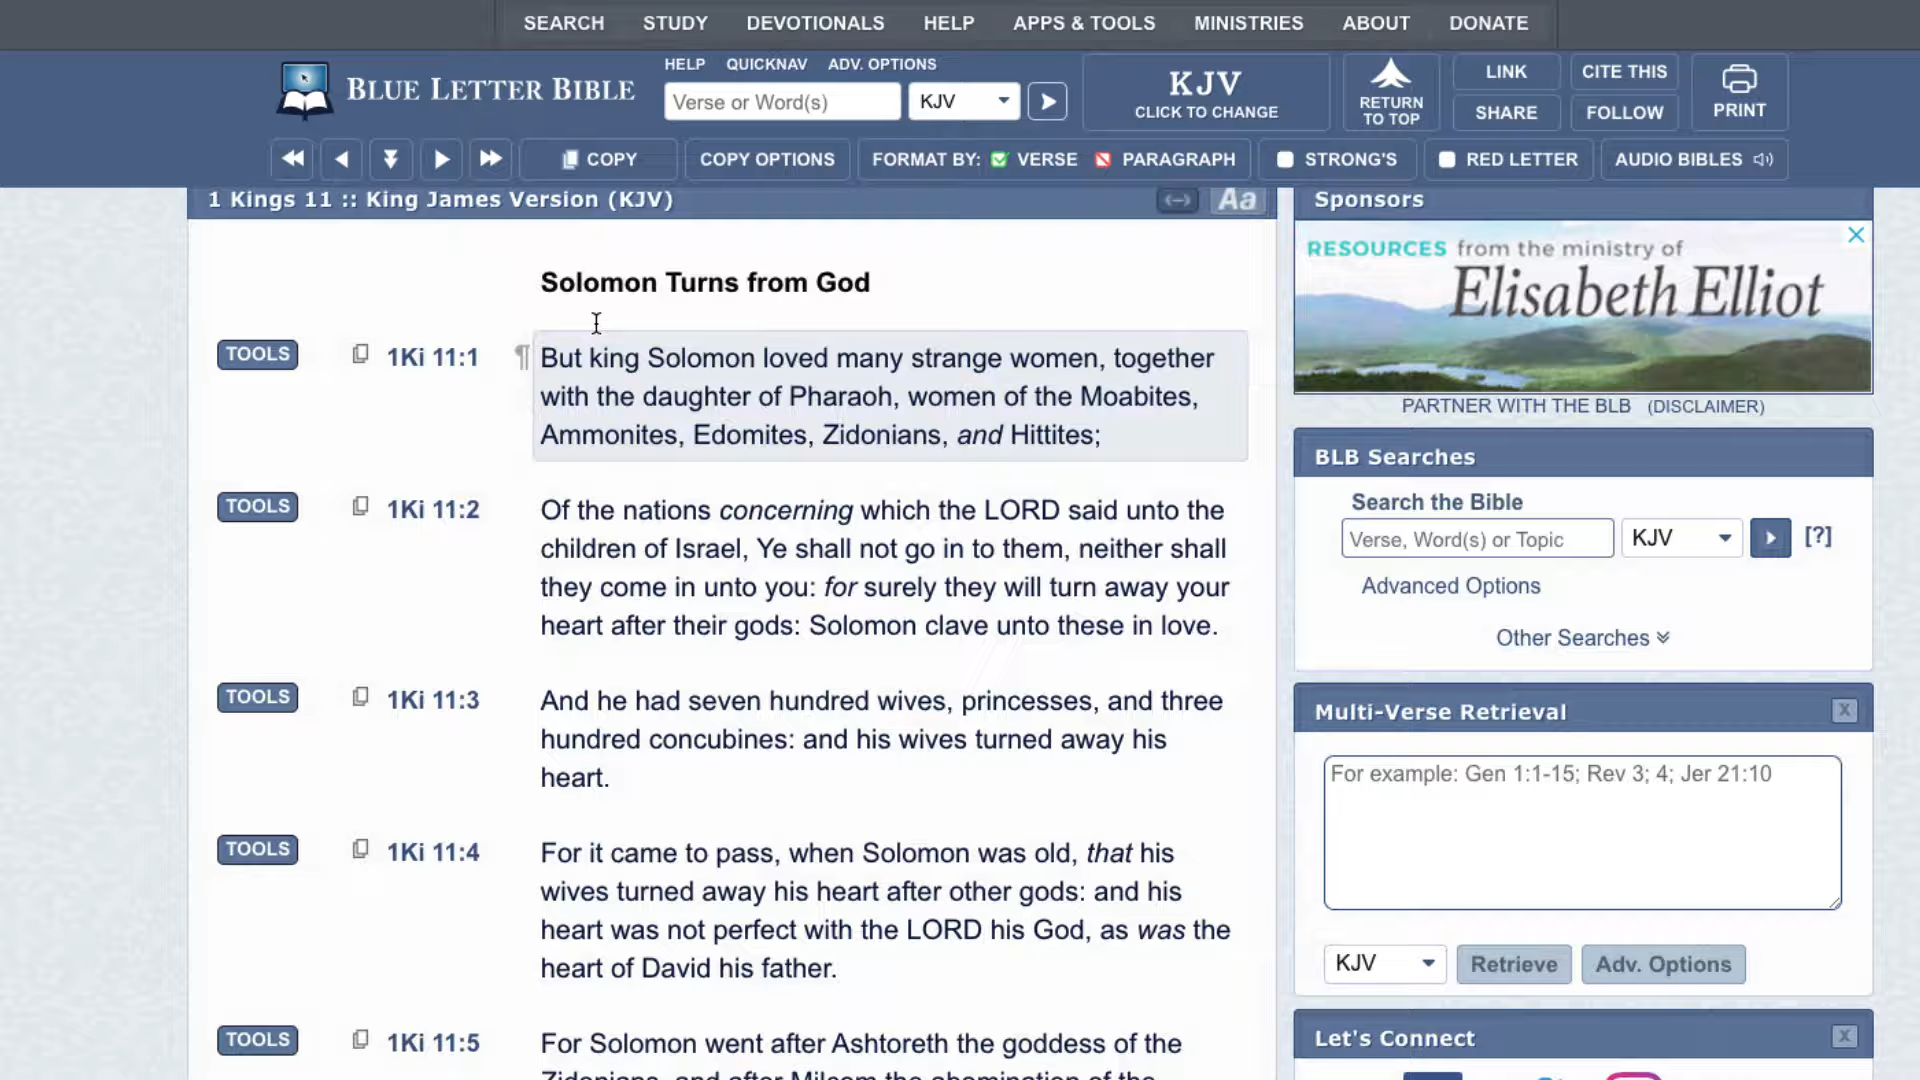 SEARCH STUDY DEVOTIONALS HELP APPS & TOOLS MINISTRIES ABOUT DONATE
BLUE LETTER BIBLE
HELP QUICKNAV ADV. OPTIONS
Verse or Word(s) KJV
KJV
CLICK TO CHANGE
RETURN
TO TOP
LINK CITE THIS
SHARE FOLLOW
PRINT
COPY COPY OPTIONS FORMAT BY: VERSE PARAGRAPH STRONG'S RED LETTER AUDIO BIBLES
1 Kings 11 :: King James Version (KJV) Aa
Solomon Turns from God
TOOLS 1Ki 11:1 ¶ But king Solomon loved many strange women, together
with the daughter of Pharaoh, women of the Moabites,
Ammonites, Edomites, Zidonians, and Hittites;
TOOLS 1Ki 11:2 Of the nations concerning which the LORD said unto the
children of Israel, Ye shall not go in to them, neither shall
they come in unto you: for surely they will turn away your
heart after their gods: Solomon clave unto these in love.
TOOLS 1Ki 11:3 And he had seven hundred wives, princesses, and three
hundred concubines: and his wives turned away his
heart.
TOOLS 1Ki 11:4 For it came to pass, when Solomon was old, that his
wives turned away his heart after other gods: and his
heart was not perfect with the LORD his God, as was the
heart of David his father.
TOOLS 1Ki 11:5 For Solomon went after Ashtoreth the goddess of the
Zidonians, and after Milcom the abomination of the
Sponsors
RESOURCES from the ministry of
Elisabeth Elliot
PARTNER WITH THE BLB (DISCLAIMER)
BLB Searches
Search the Bible
Verse, Word(s) or Topic KJV [?]
Advanced Options
Other Searches
Multi-Verse Retrieval X
For example: Gen 1:1-15; Rev 3; 4; Jer 21:10
KJV Retrieve Adv. Options
Let's Connect X